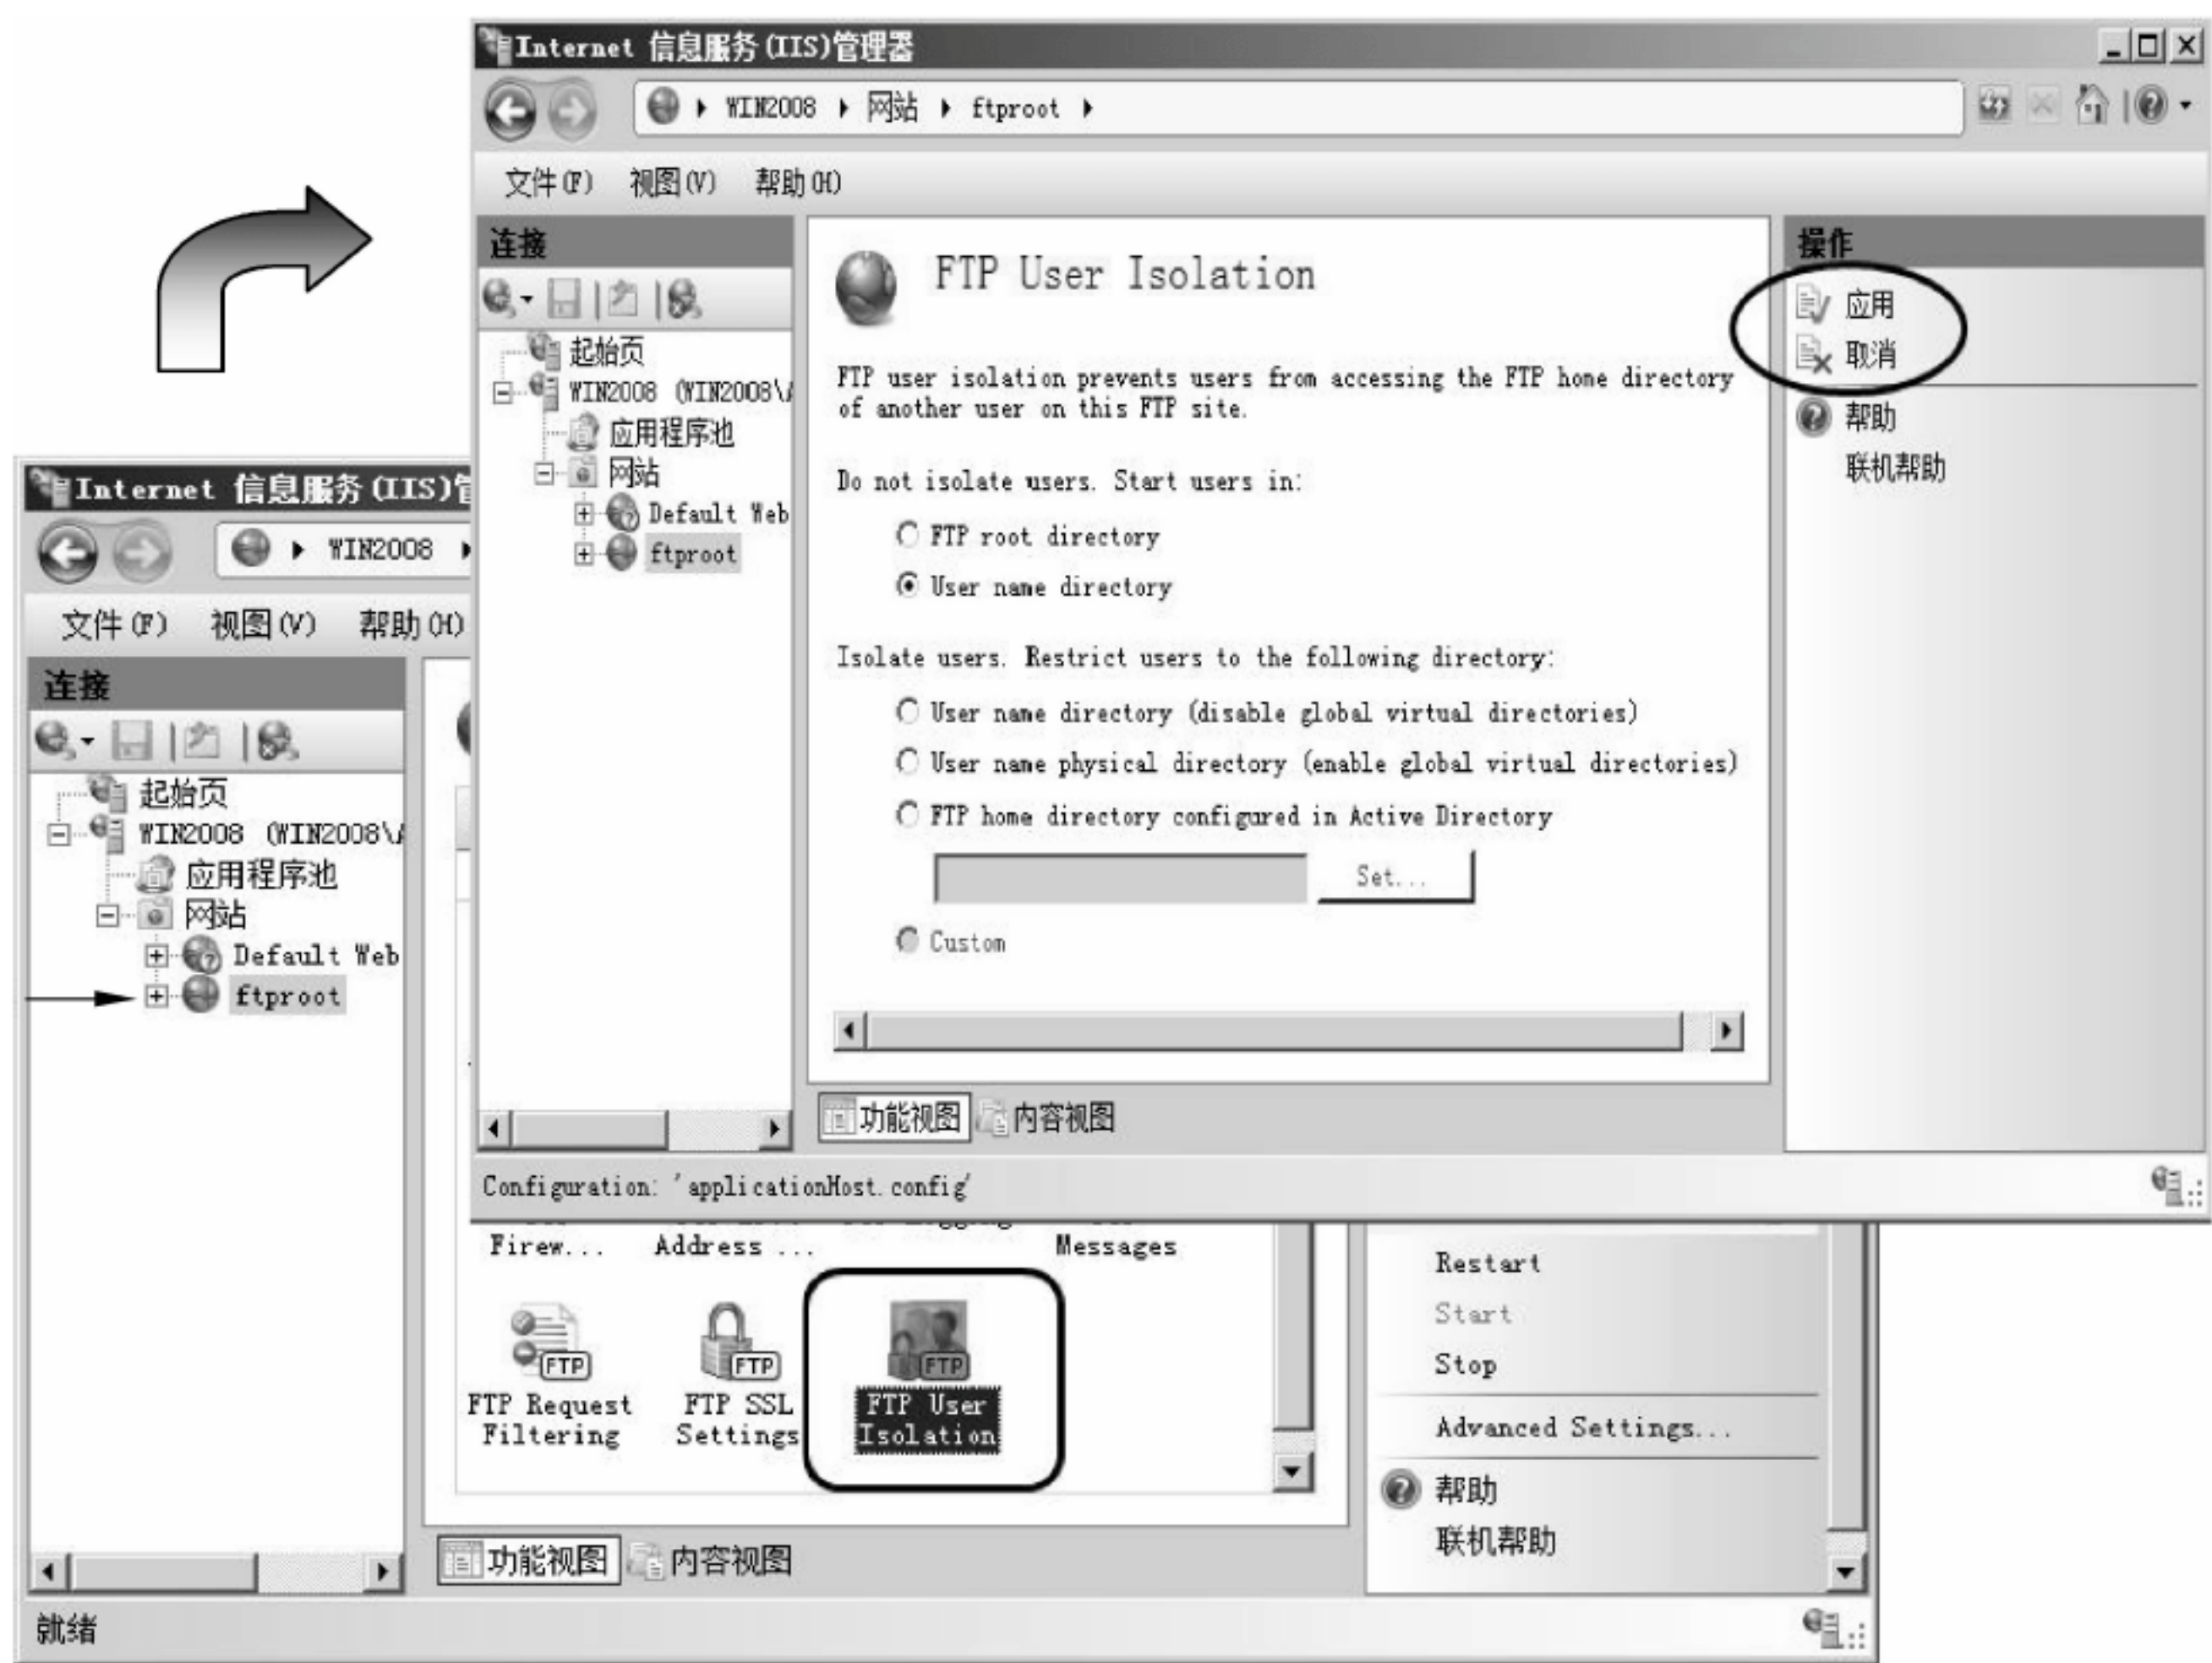 Internet 信息服务(IIS)管理器
WIN2008 网站 ftproot
文件(F) 视图(V) 帮助(H)
连接
起始页
WIN2008 (WIN2008\A
应用程序池
网站
Default Web
ftproot
FTP User Isolation
FTP user isolation prevents users from accessing the FTP home directory
of another user on this FTP site.
Do not isolate users. Start users in:
FTP root directory
User name directory
Isolate users. Restrict users to the following directory:
User name directory (disable global virtual directories)
User name physical directory (enable global virtual directories)
FTP home directory configured in Active Directory
Set...
Custom
功能视图 内容视图
操作
应用
取消
帮助
联机帮助
Configuration: 'applicationHost.config'
Internet 信息服务(IIS)管
WIN2008
文件(F) 视图(V) 帮助(H)
连接
起始页
WIN2008 (WIN2008\A
应用程序池
网站
Default Web
ftproot
Firew... Address ... Messages
FTP FTP FTP
FTP Request
Filtering
FTP SSL
Settings
FTP User
Isolation
功能视图 内容视图
Restart
Start
Stop
Advanced Settings...
帮助
联机帮助
就绪